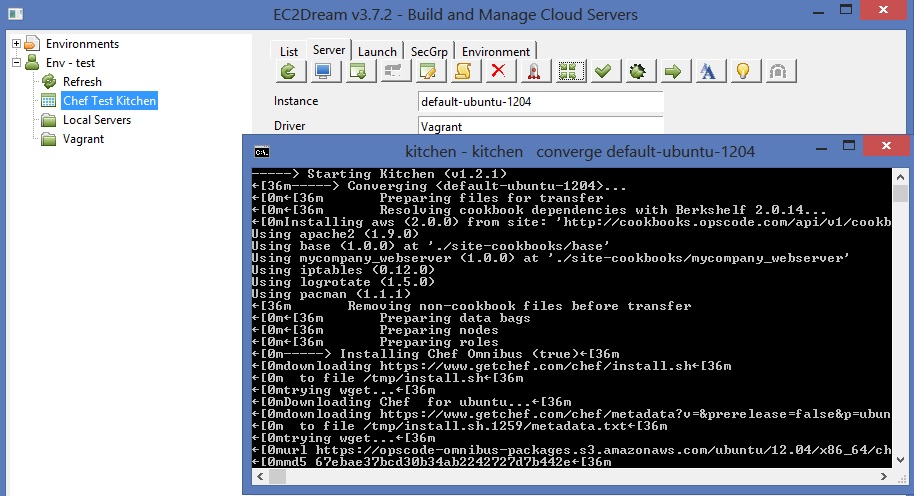 EC2Dream v3.7.2 - Build and Manage Cloud Servers
Environments
Env - test
Refresh
Chef Test Kitchen
Local Servers
Vagrant
List Server Launch SecGrp Environment
Instance default-ubuntu-1204
Driver Vagrant
C:\.
kitchen - kitchen converge default-ubuntu-1204
-----> Starting Kitchen (v1.2.1)
←[36m-----> Converging <default-ubuntu-1204>...
←[0m←[36m       Preparing files for transfer
←[0m←[36m       Resolving cookbook dependencies with Berkshelf 2.0.14...
←[0mInstalling aws (2.0.0) from site: 'http://cookbooks.opscode.com/api/v1/cookb
Using apache2 (1.9.0)
Using base (1.0.0) at './site-cookbooks/base'
Using mycompany_webserver (1.0.0) at './site-cookbooks/mycompany_webserver'
Using iptables (0.12.0)
Using logrotate (1.5.0)
Using pacman (1.1.1)
←[36m       Removing non-cookbook files before transfer
←[0m←[36m       Preparing data bags
←[0m←[36m       Preparing nodes
←[0m←[36m       Preparing roles
←[0m-----> Installing Chef Omnibus (true)←[36m
←[0mdownloading https://www.getchef.com/chef/install.sh←[36m
←[0m  to file /tmp/install.sh←[36m
←[0mtrying wget...←[36m
←[0mDownloading Chef  for ubuntu...←[36m
←[0mdownloading https://www.getchef.com/chef/metadata?v=&prerelease=false&p=ubun
←[0m  to file /tmp/install.sh.1259/metadata.txt←[36m
←[0mtrying wget...←[36m
←[0murl https://opscode-omnibus-packages.s3.amazonaws.com/ubuntu/12.04/x86_64/ch
←[0mmd5 67ebae37bcd30b34ab2242727d7b442e←[36m